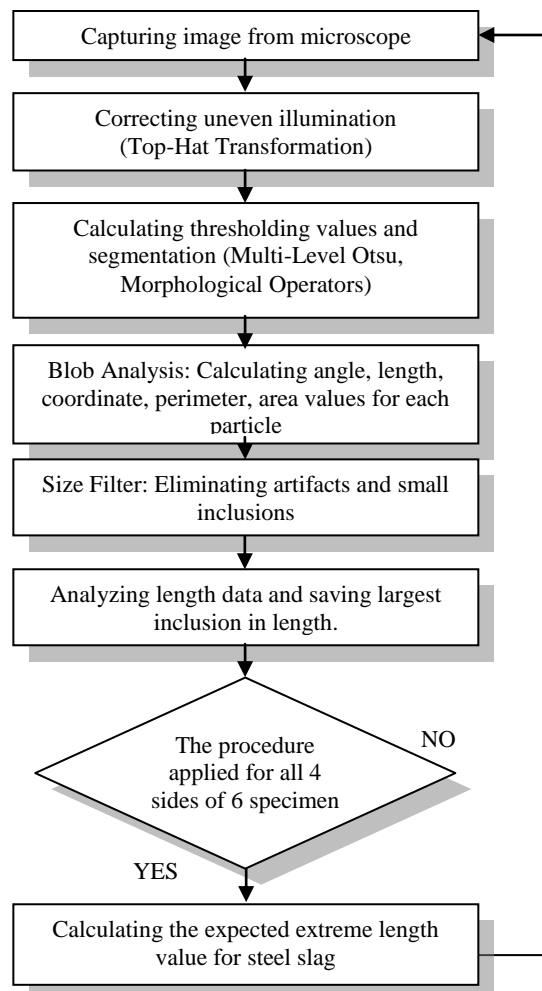 Capturing image from microscope
Correcting uneven illumination
(Top-Hat Transformation)
Calculating thresholding values and
segmentation (Multi-Level Otsu,
Morphological Operators)
Blob Analysis: Calculating angle, length,
coordinate, perimeter, area values for each
particle
Size Filter: Eliminating artifacts and small
inclusions
Analyzing length data and saving largest
inclusion in length.
The procedure
applied for all 4
sides of 6 specimen
NO
YES
Calculating the expected extreme length
value for steel slag